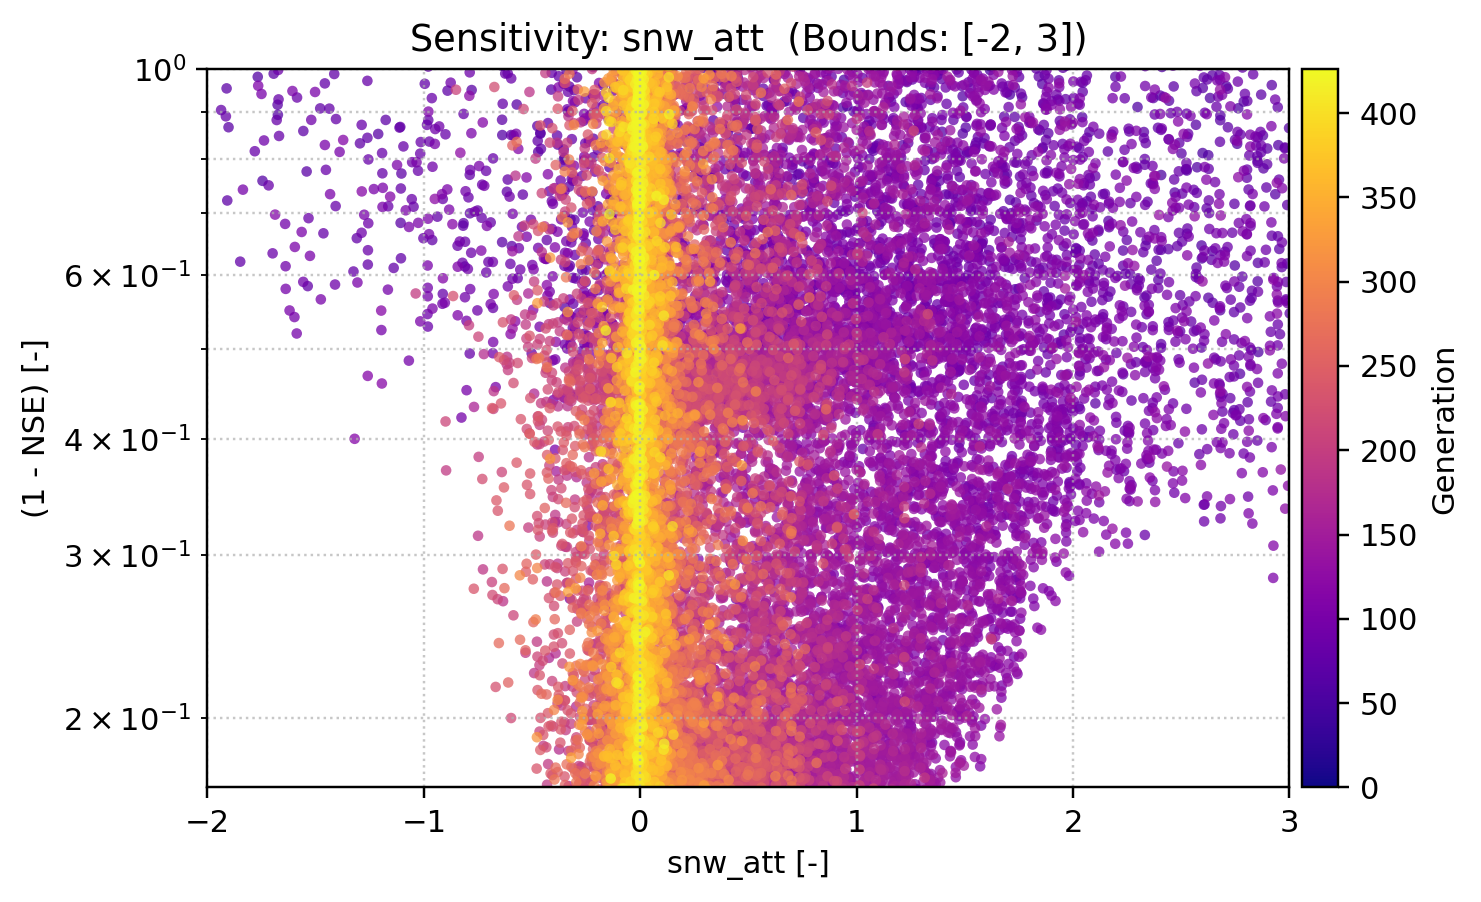 Sensitivity: snw_att  (Bounds: [-2, 3])
10⁰
6 × 10⁻¹
4 × 10⁻¹
3 × 10⁻¹
2 × 10⁻¹
(1 - NSE) [-]
−2 −1 0 1 2 3
snw_att [-]
400
350
300
250
200
150
100
50
0
Generation